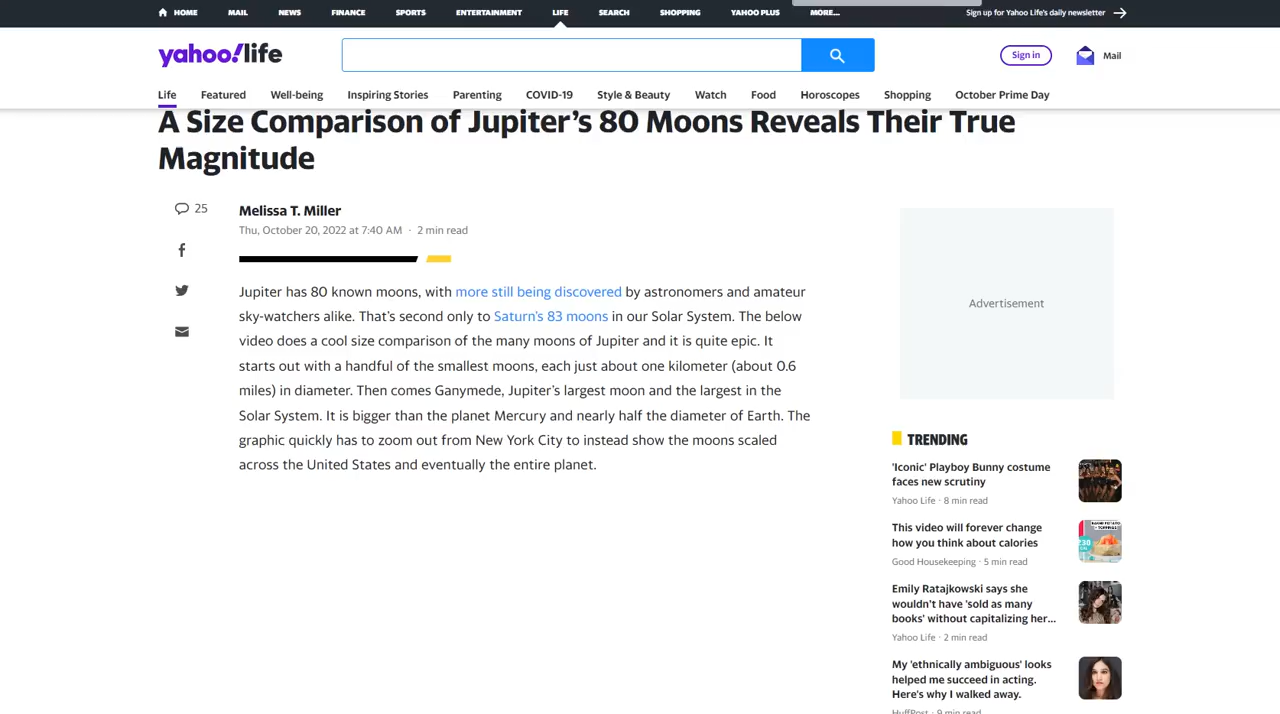 HOME MAIL NEWS FINANCE SPORTS ENTERTAINMENT LIFE SEARCH SHOPPING YAHOO PLUS MORE... Sign up for Yahoo Life's daily newsletter
yahoo!life
Sign in
Mail
Life Featured Well-being Inspiring Stories Parenting COVID-19 Style & Beauty Watch Food Horoscopes Shopping October Prime Day
A Size Comparison of Jupiter’s 80 Moons Reveals Their True
Magnitude
25
Melissa T. Miller
Thu, October 20, 2022 at 7:40 AM · 2 min read
Jupiter has 80 known moons, with more still being discovered by astronomers and amateur
sky-watchers alike. That’s second only to Saturn’s 83 moons in our Solar System. The below
video does a cool size comparison of the many moons of Jupiter and it is quite epic. It
starts out with a handful of the smallest moons, each just about one kilometer (about 0.6
miles) in diameter. Then comes Ganymede, Jupiter’s largest moon and the largest in the
Solar System. It is bigger than the planet Mercury and nearly half the diameter of Earth. The
graphic quickly has to zoom out from New York City to instead show the moons scaled
across the United States and eventually the entire planet.
Advertisement
TRENDING
'Iconic' Playboy Bunny costume
faces new scrutiny
Yahoo Life · 8 min read
This video will forever change
how you think about calories
Good Housekeeping · 5 min read
Emily Ratajkowski says she
wouldn't have 'sold as many
books' without capitalizing her...
Yahoo Life · 2 min read
My 'ethnically ambiguous' looks
helped me succeed in acting.
Here's why I walked away.
HuffPost · 9 min read